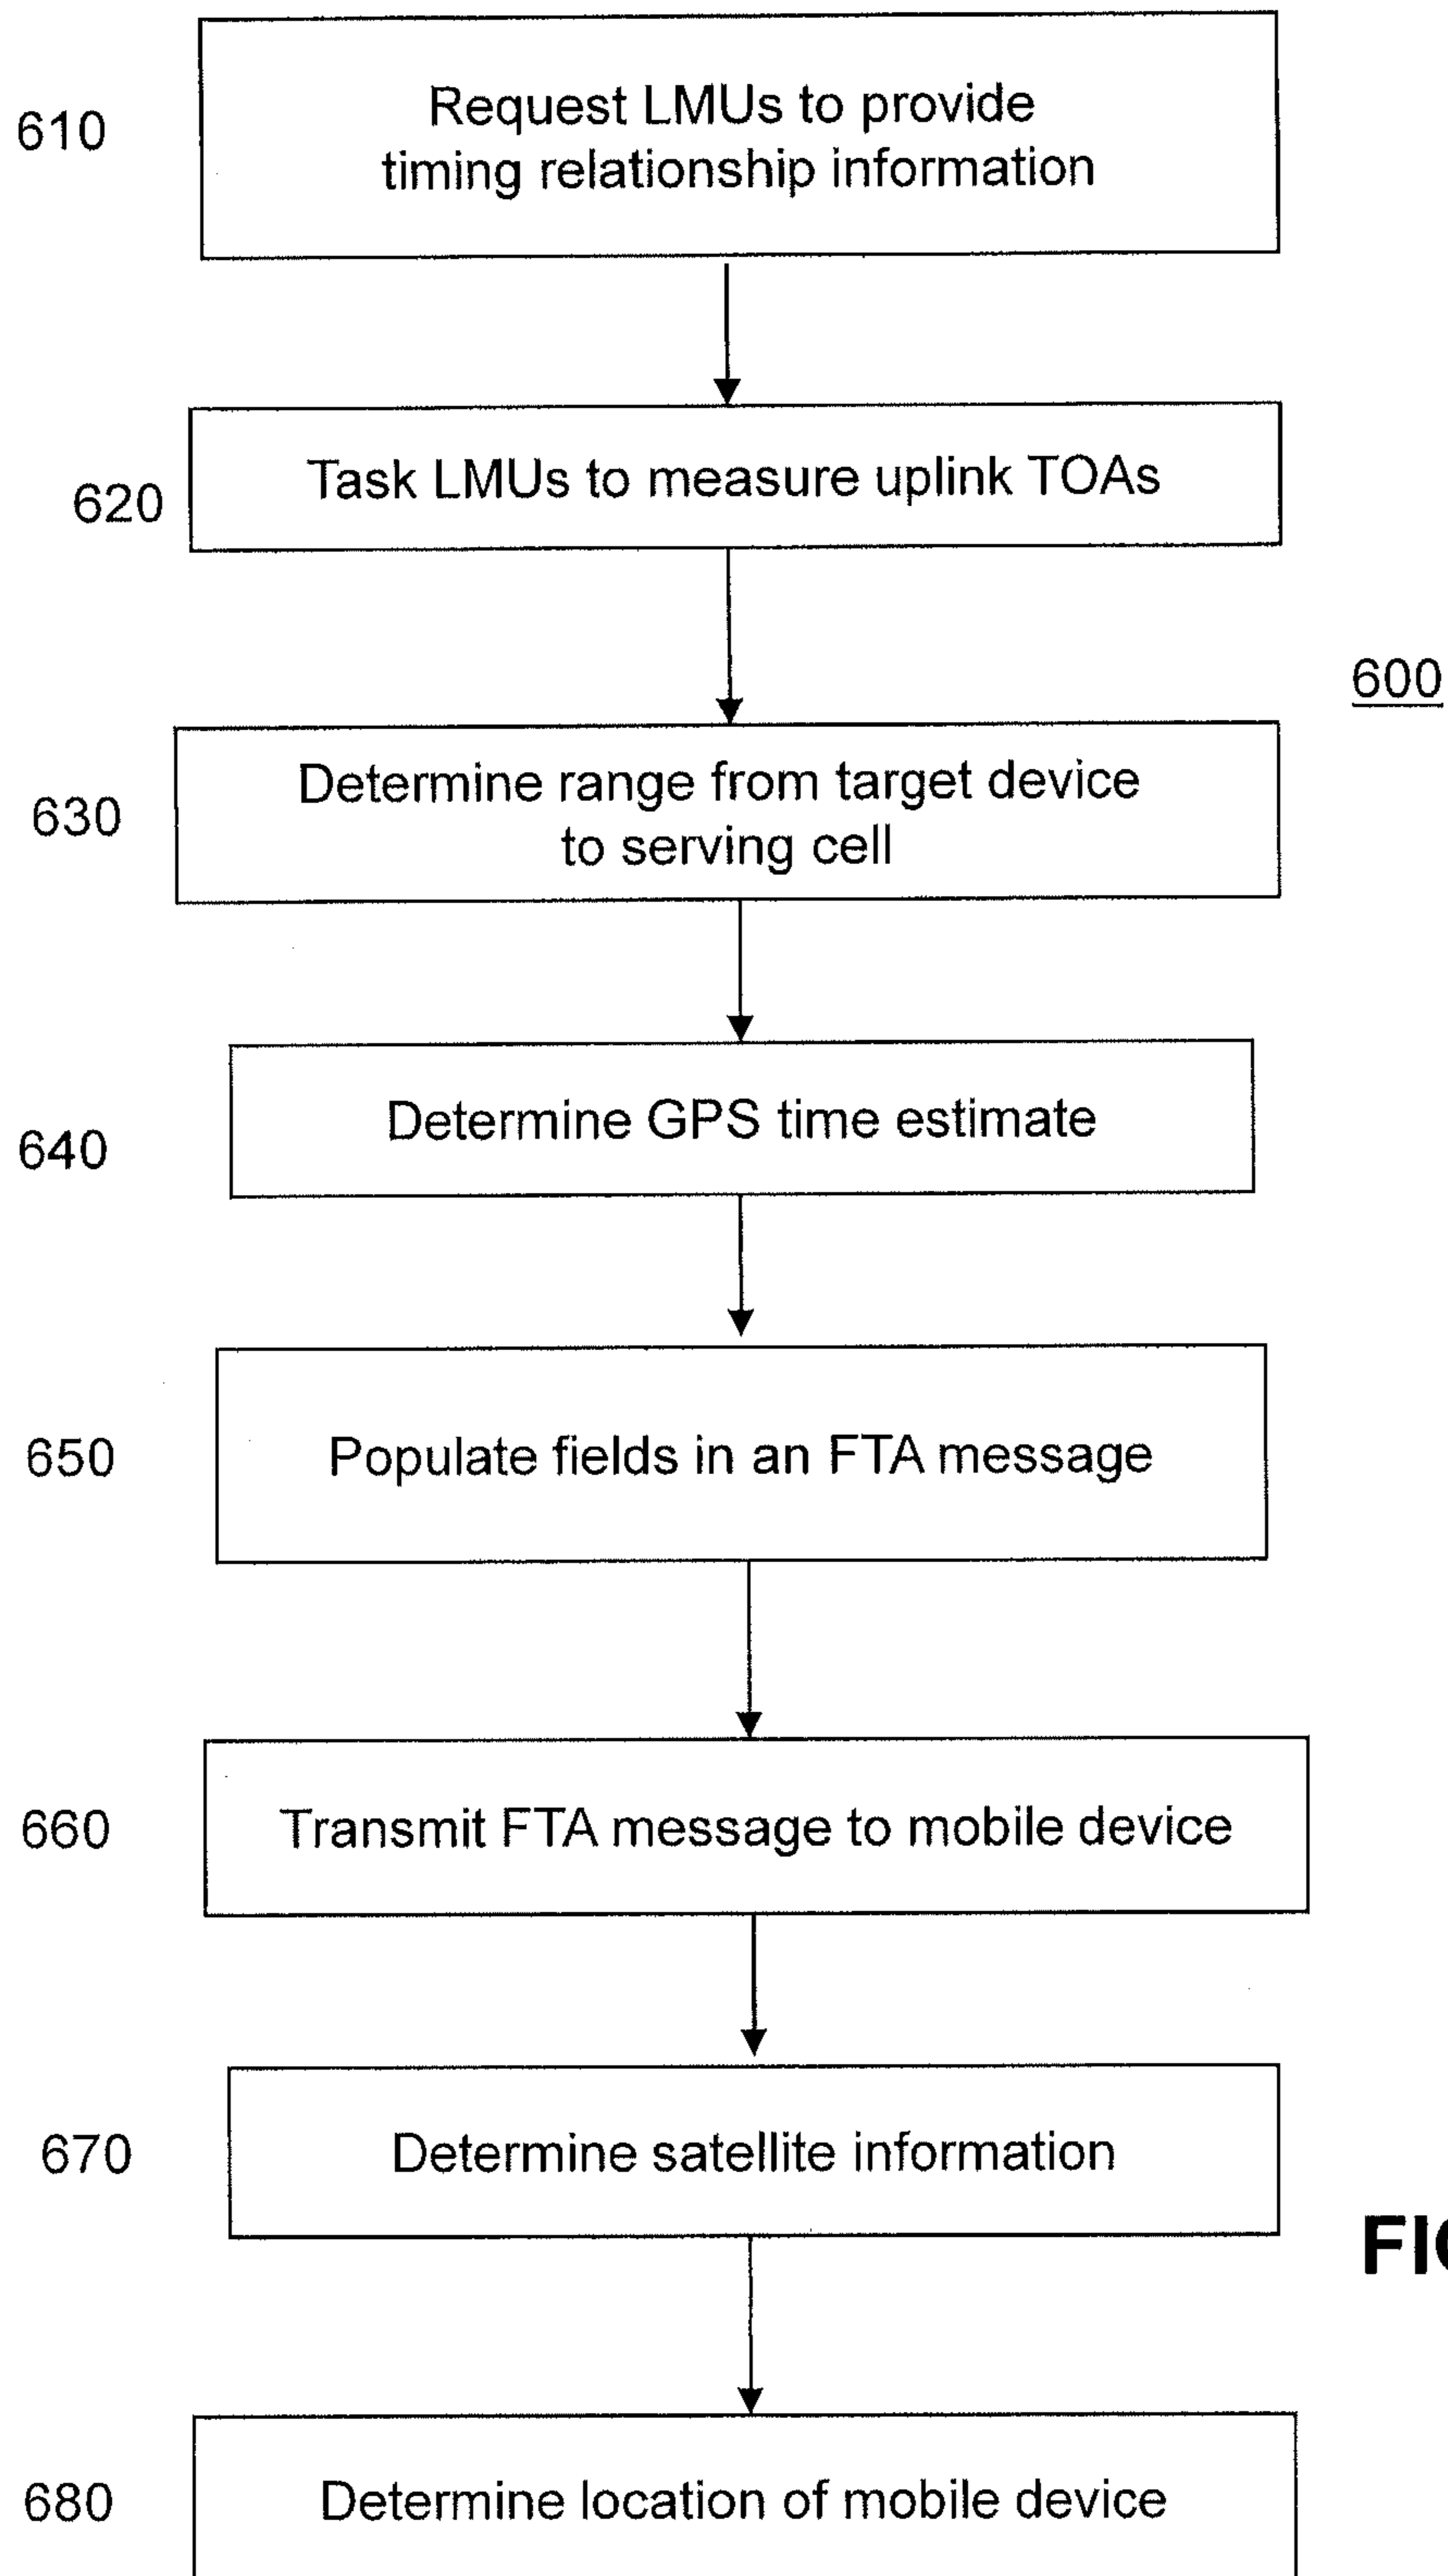 610
Request LMUs to provide
timing relationship information
620
Task LMUs to measure uplink TOAs
600
630
Determine range from target device
to serving cell
640
Determine GPS time estimate
650
Populate fields in an FTA message
660
Transmit FTA message to mobile device
670
Determine satellite information
680
Determine location of mobile device